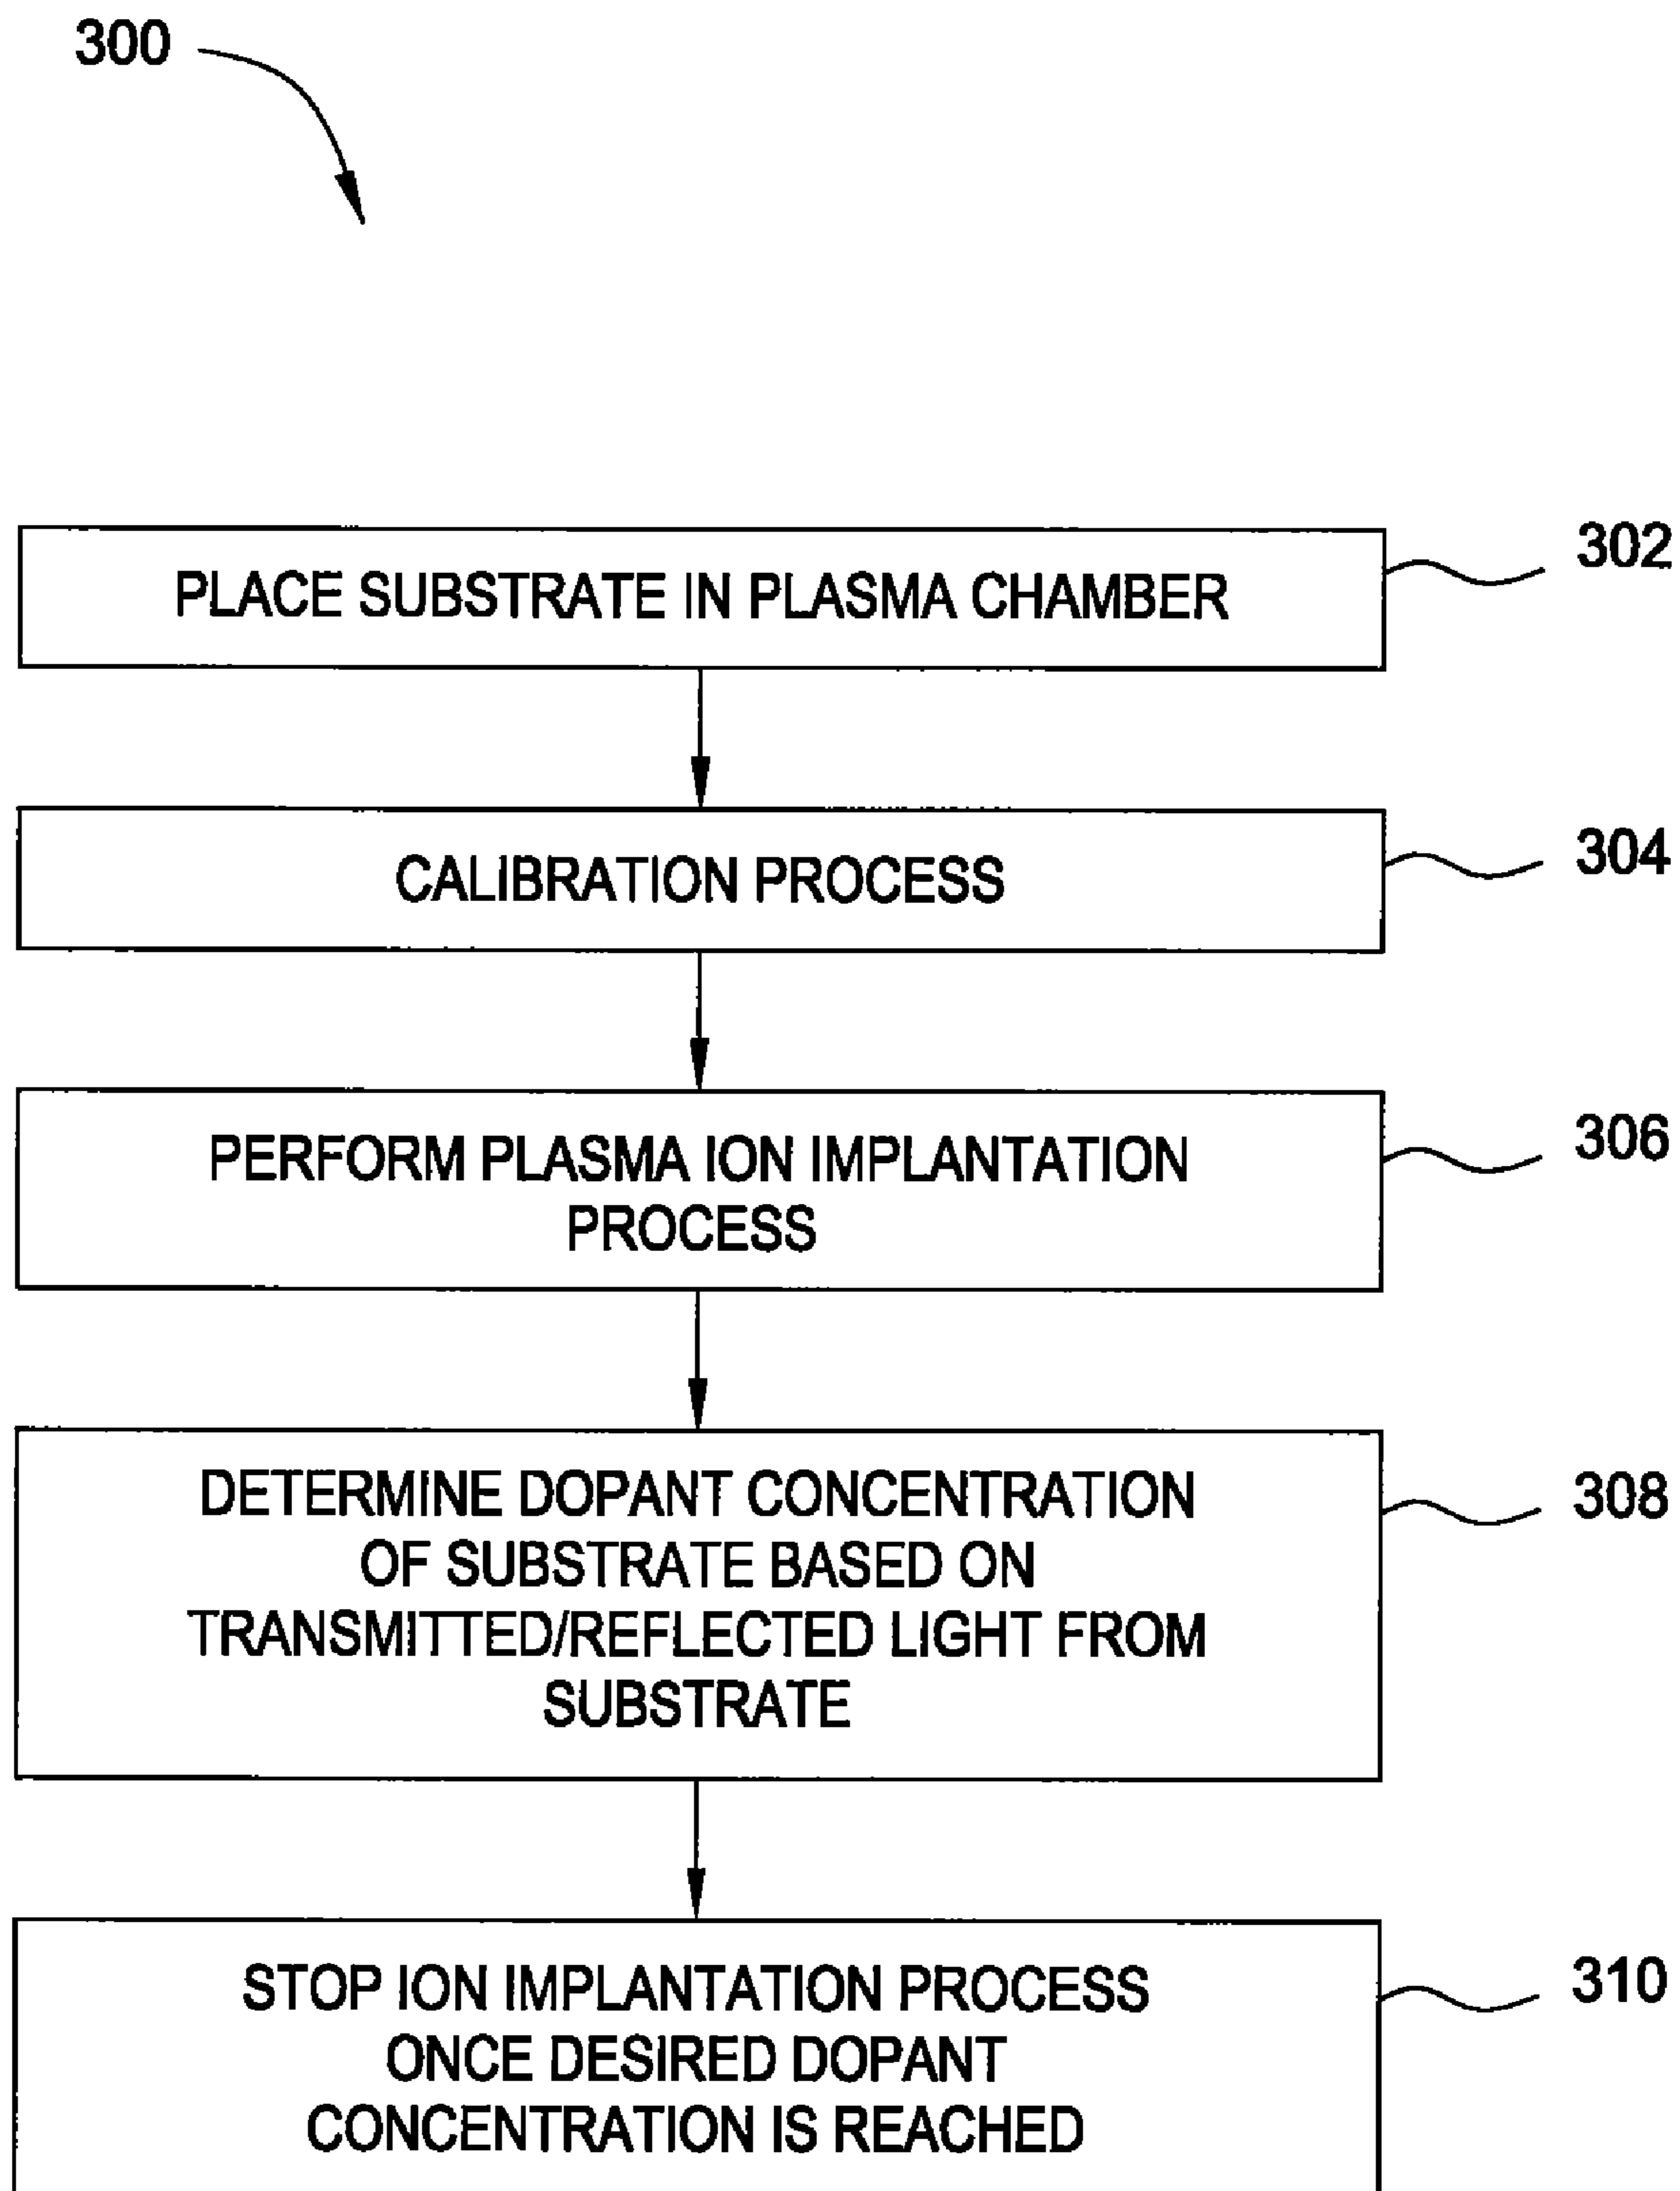 300
PLACE SUBSTRATE IN PLASMA CHAMBER
302
CALIBRATION PROCESS
304
PERFORM PLASMA ION IMPLANTATION
PROCESS
306
DETERMINE DOPANT CONCENTRATION
OF SUBSTRATE BASED ON
TRANSMITTED/REFLECTED LIGHT FROM
SUBSTRATE
308
STOP ION IMPLANTATION PROCESS
ONCE DESIRED DOPANT
CONCENTRATION IS REACHED
310